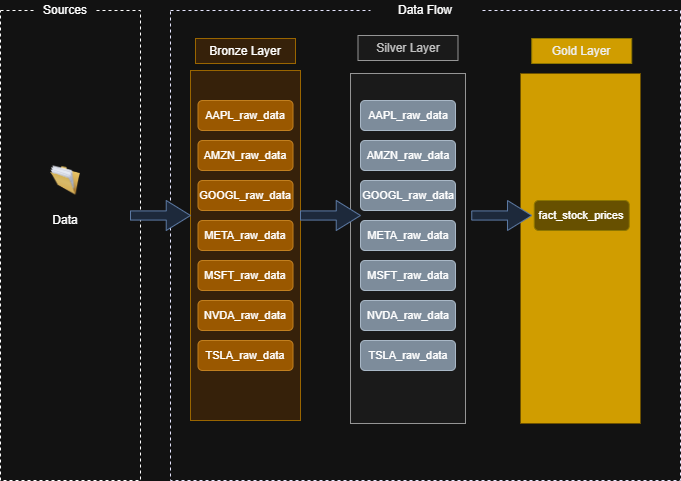 Sources
Data Flow
Bronze Layer
Silver Layer
Gold Layer
Data
AAPL_raw_data
AMZN_raw_data
GOOGL_raw_data
META_raw_data
MSFT_raw_data
NVDA_raw_data
TSLA_raw_data
AAPL_raw_data
AMZN_raw_data
GOOGL_raw_data
META_raw_data
MSFT_raw_data
NVDA_raw_data
TSLA_raw_data
fact_stock_prices